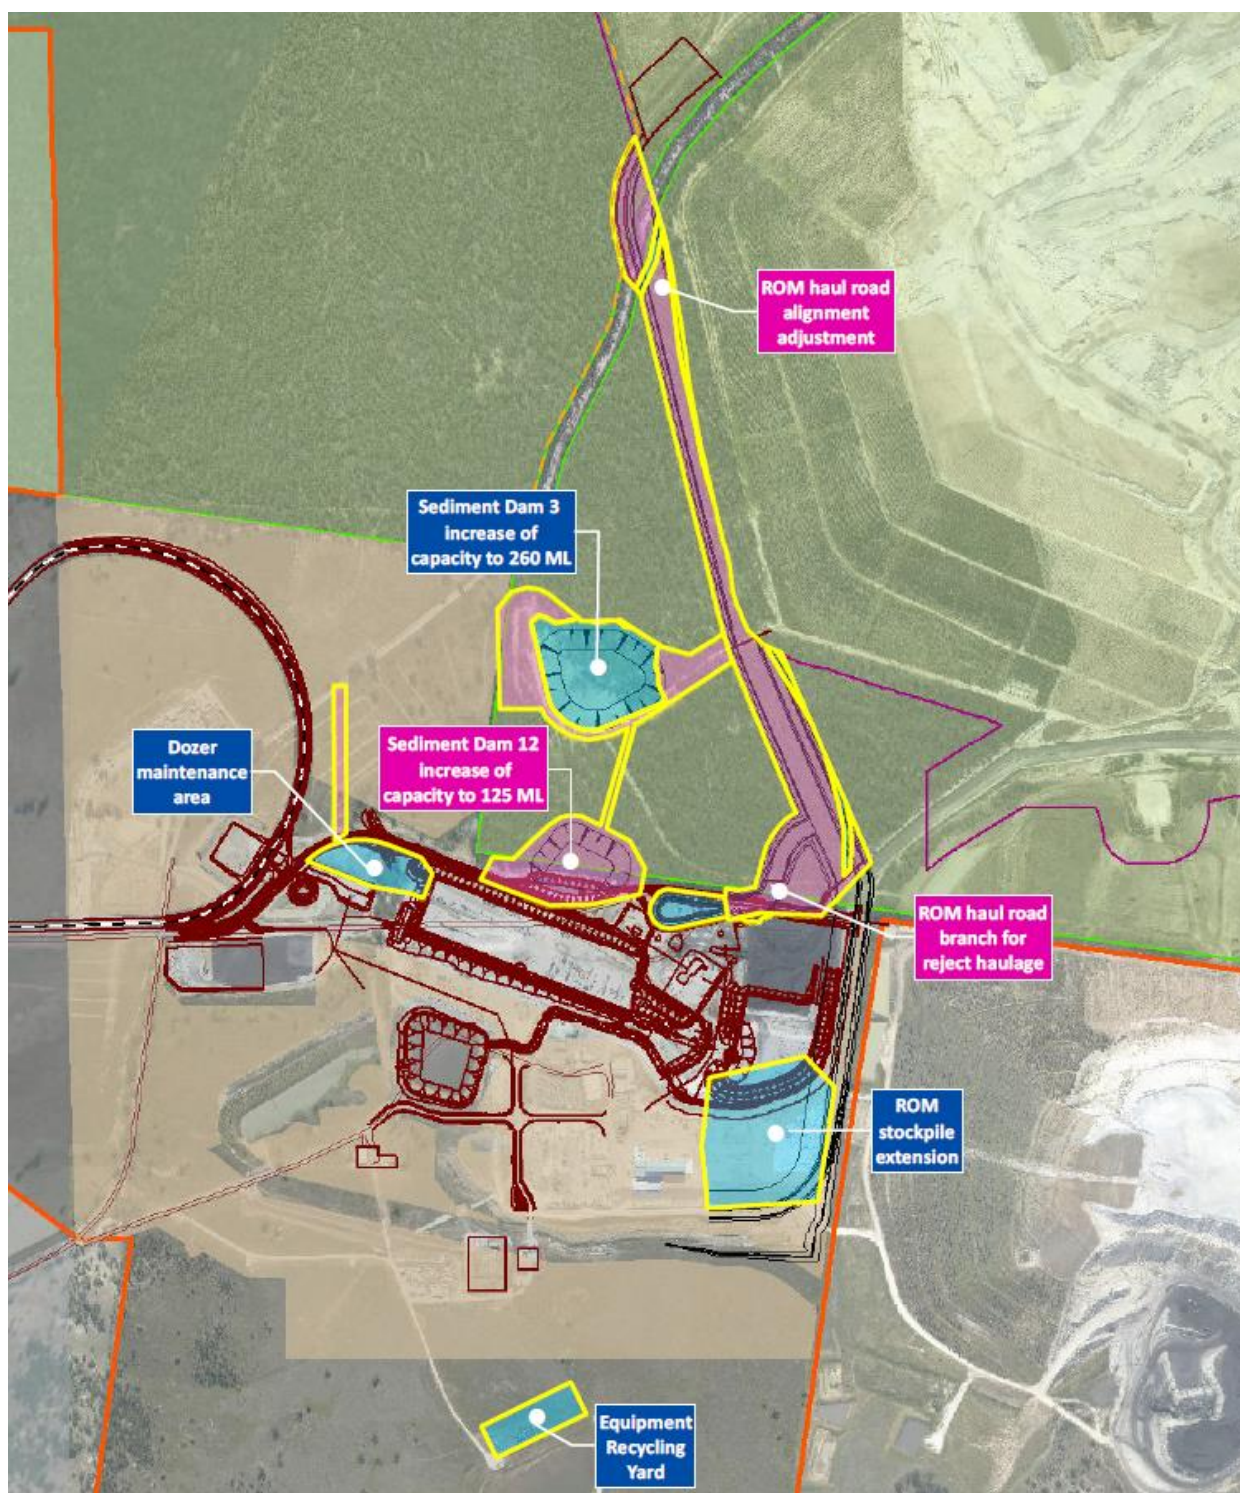 ROM haul road
alignment
adjustment
Sediment Dam 3
increase of
capacity to 260 ML
Dozer
maintenance
area
Sediment Dam 12
increase of
capacity to 125 ML
ROM haul road
branch for
reject haulage
ROM
stockpile
extension
Equipment
Recycling
Yard